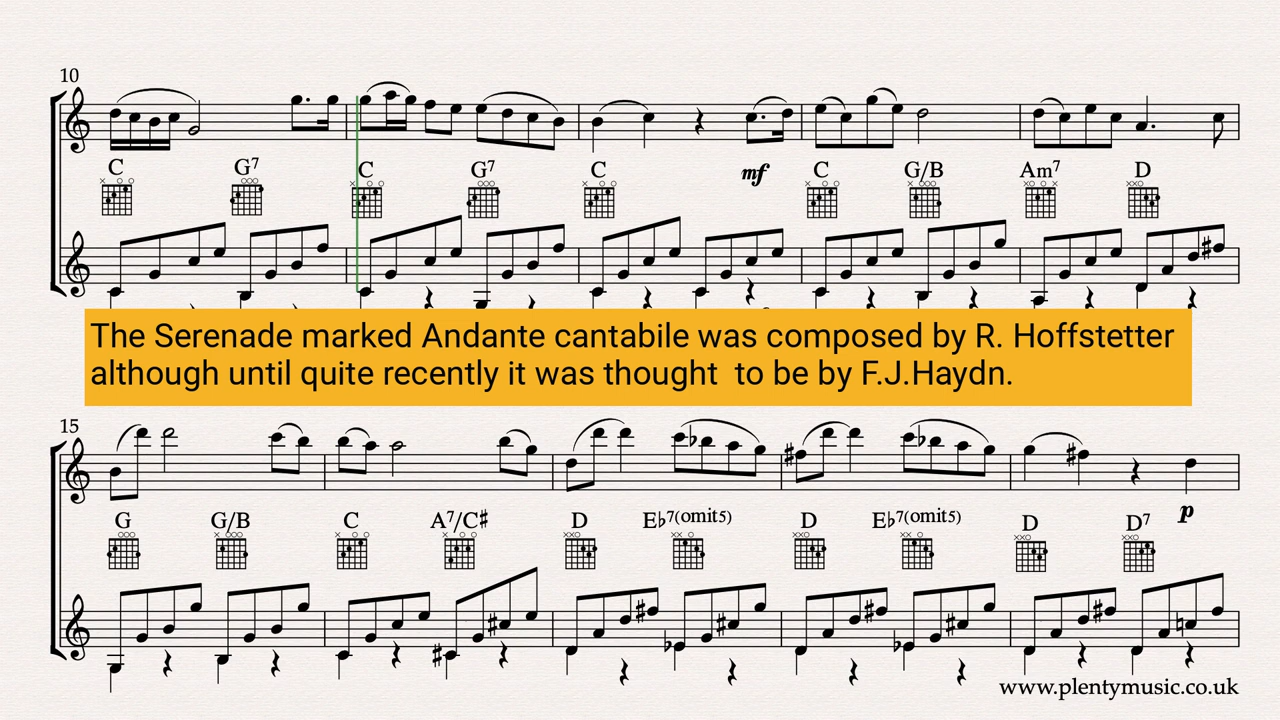 10
C G7 C G7 C mf C G/B Am7 D
The Serenade marked Andante cantabile was composed by R. Hoffstetter
although until quite recently it was thought  to be by F.J.Haydn.
15
G G/B C A7/C♯ D E♭7(omit5) D E♭7(omit5) D D7 p
www.plentymusic.co.uk